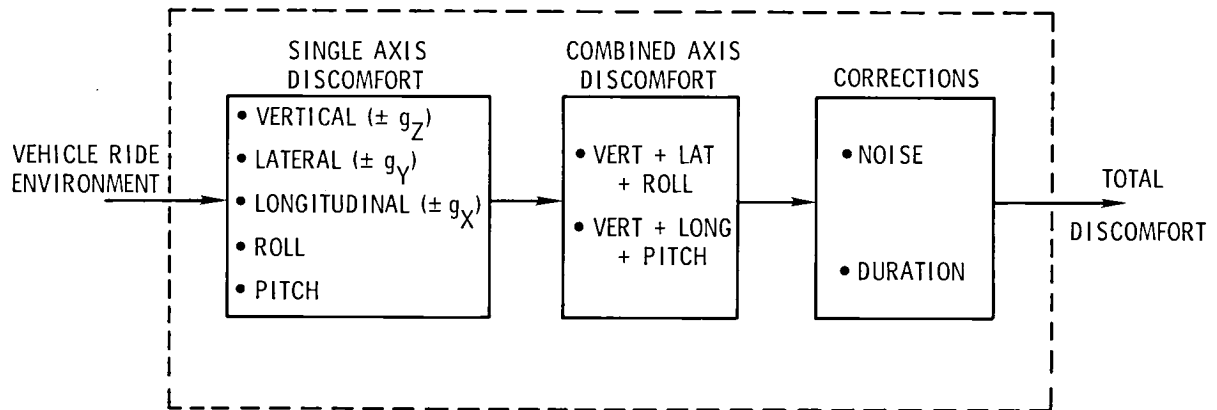 VEHICLE RIDE
ENVIRONMENT
SINGLE AXIS
DISCOMFORT
• VERTICAL (± gZ)
• LATERAL (± gY)
• LONGITUDINAL (± gX)
• ROLL
• PITCH
COMBINED AXIS
DISCOMFORT
• VERT + LAT
+ ROLL
• VERT + LONG
+ PITCH
CORRECTIONS
• NOISE
• DURATION
TOTAL
DISCOMFORT